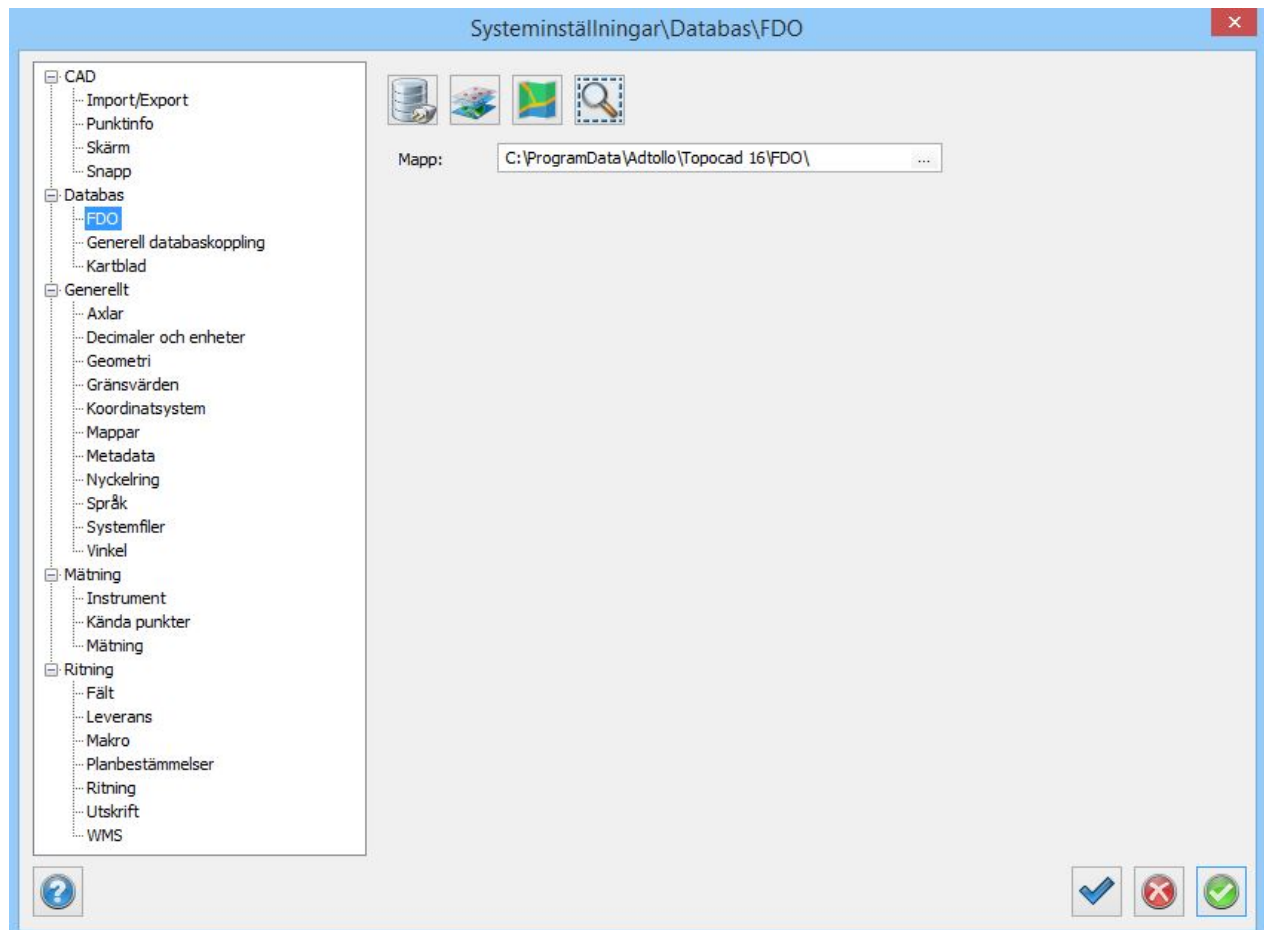 Systeminställningar\Databas\FDO
CAD
Import/Export
Punktinfo
Skärm
Snapp
Databas
FDO
Generell databaskoppling
Kartblad
Generellt
Axlar
Decimaler och enheter
Geometri
Gränsvärden
Koordinatsystem
Mappar
Metadata
Nyckelring
Språk
Systemfiler
Vinkel
Mätning
Instrument
Kända punkter
Mätning
Ritning
Fält
Leverans
Makro
Planbestämmelser
Ritning
Utskrift
WMS
Mapp: C:\ProgramData\Adtollo\Topocad 16\FDO\ ...